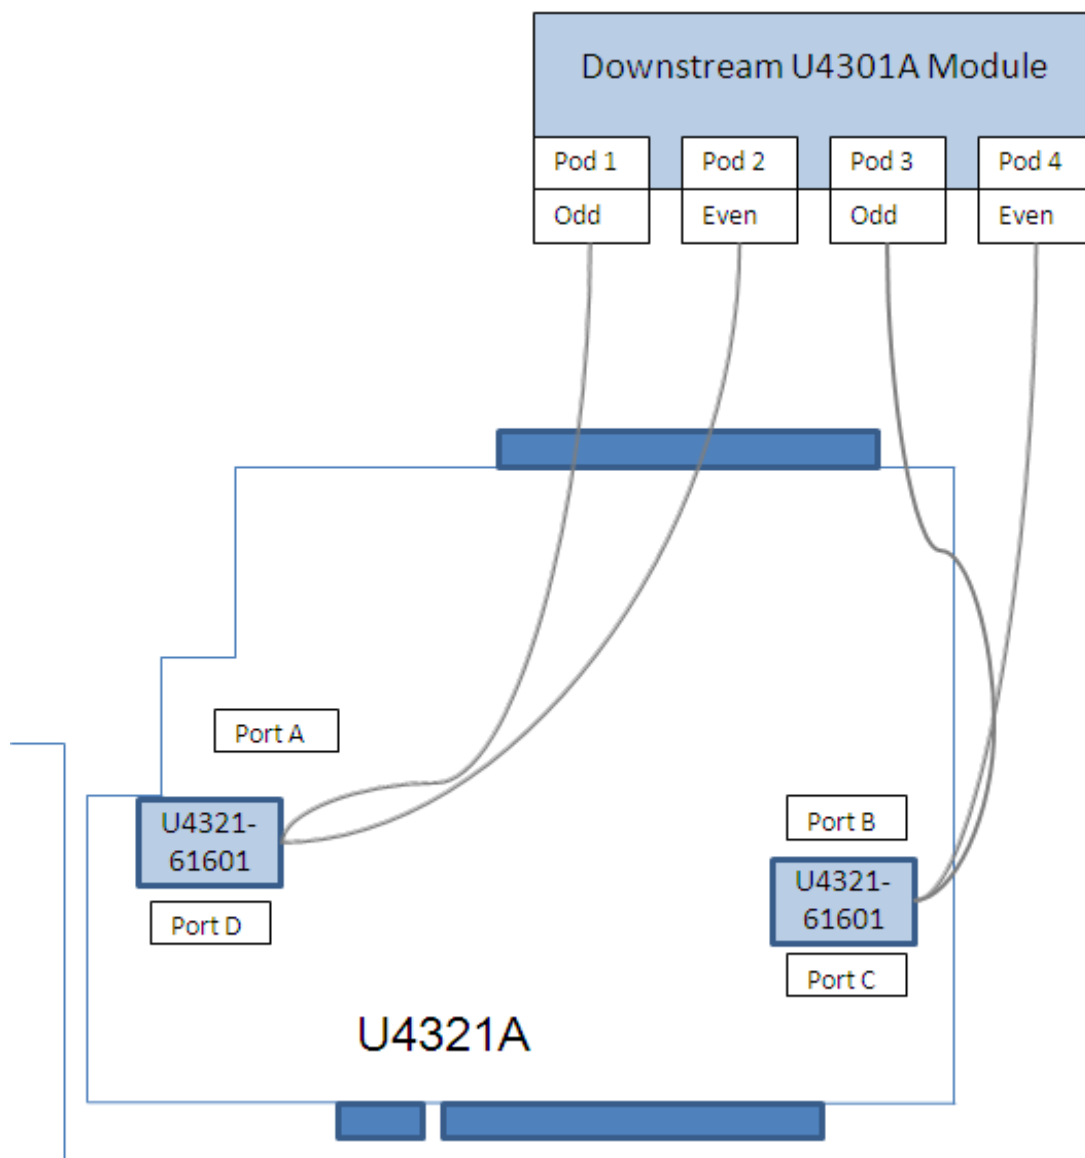 Downstream U4301A Module
Pod 1
Pod 2
Pod 3
Pod 4
Odd
Even
Odd
Even
Port A
U4321-
61601
Port D
Port B
U4321-
61601
Port C
U4321A